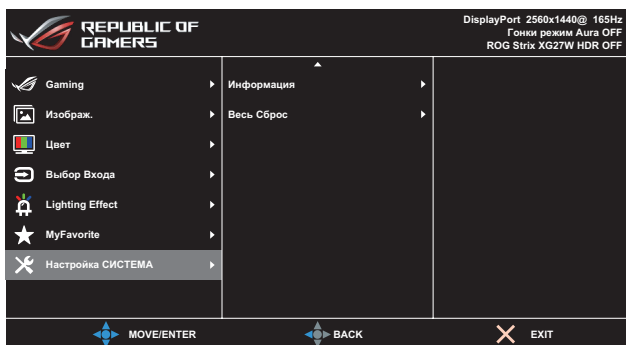 REPUBLIC OF
GAMERS
DisplayPort 2560x1440@ 165Hz
Гонки режим Aura OFF
ROG Strix XG27W HDR OFF
Gaming
Изображ.
Цвет
Выбор Входа
Lighting Effect
MyFavorite
Настройка СИСТЕМА
Информация
Весь Сброс
MOVE/ENTER
BACK
EXIT